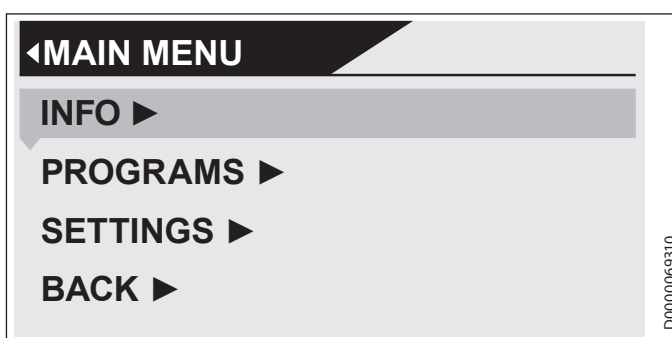 ◀MAIN MENU
INFO ▶
PROGRAMS ▶
SETTINGS ▶
BACK ▶
D0000069310